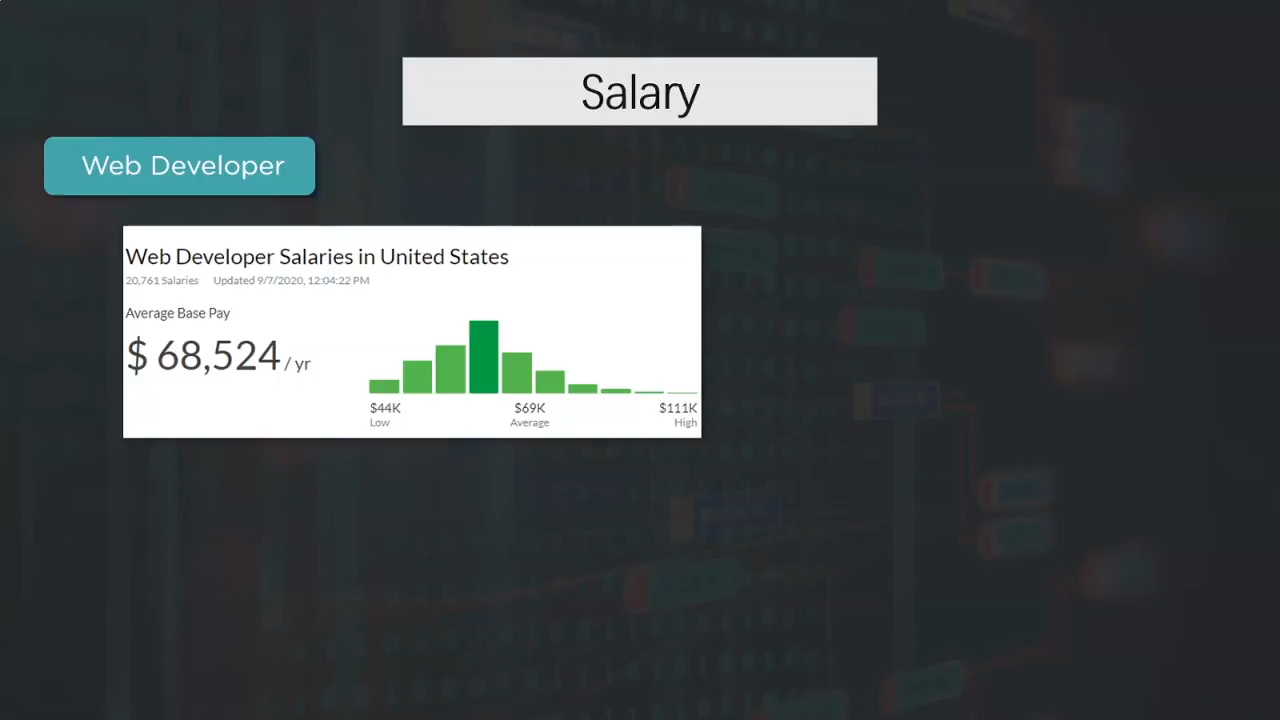 Salary
Web Developer
Web Developer Salaries in United States
20,761 Salaries Updated 9/7/2020, 12:04:22 PM
Average Base Pay
$ 68,524 / yr
$44K $69K $111K
Low Average High